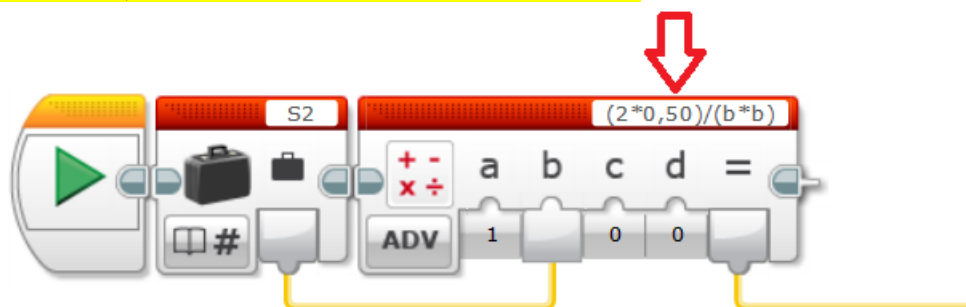 S2
(2*0,50)/(b*b)
+ - x ÷
a b c d =
#
ADV
1 0 0